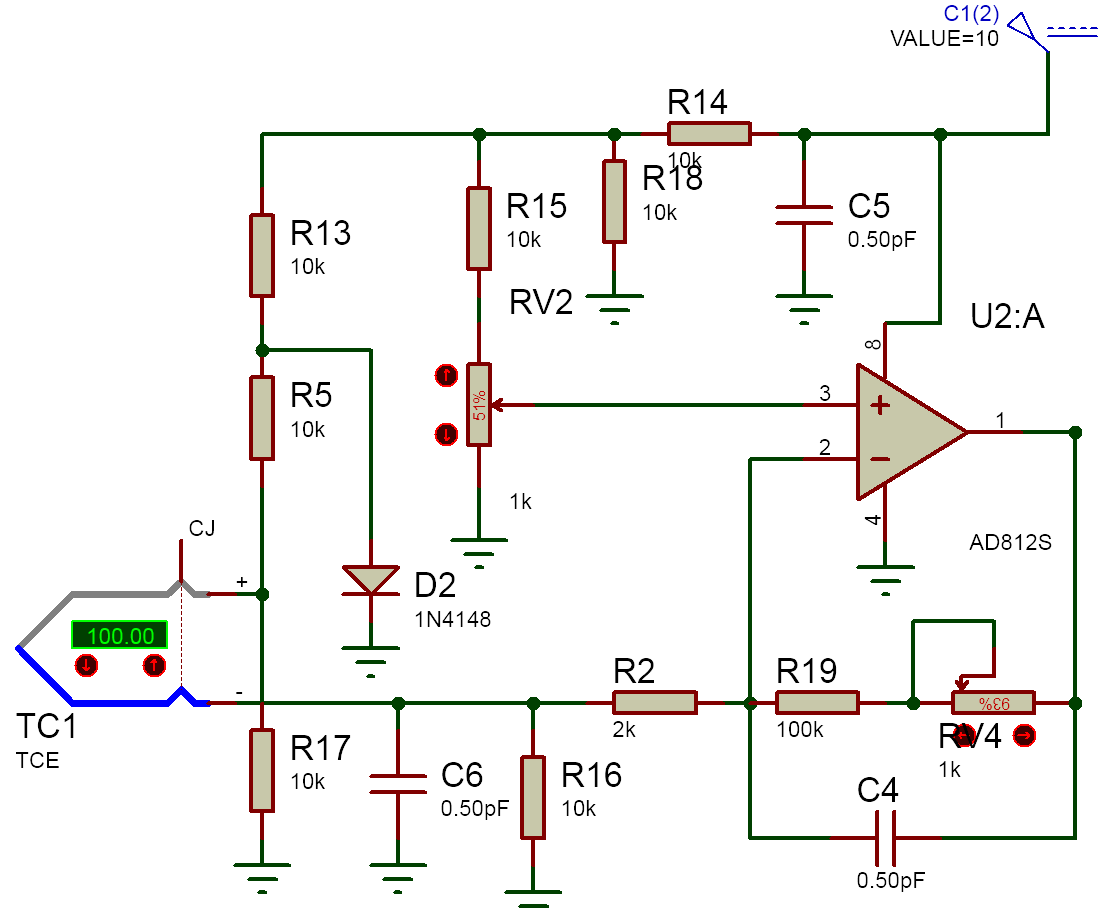 C1(2)
VALUE=10
R14
10k
R18
10k
R15
10k
C5
0.50pF
R13
10k
RV2
51%
1k
U2:A
8
3
2
1
4
AD812S
R5
10k
CJ
+
-
100.00
TC1
TCE
D2
1N4148
R2
2k
R19
100k
93%
RV4
1k
R17
10k
C6
0.50pF
R16
10k
C4
0.50pF